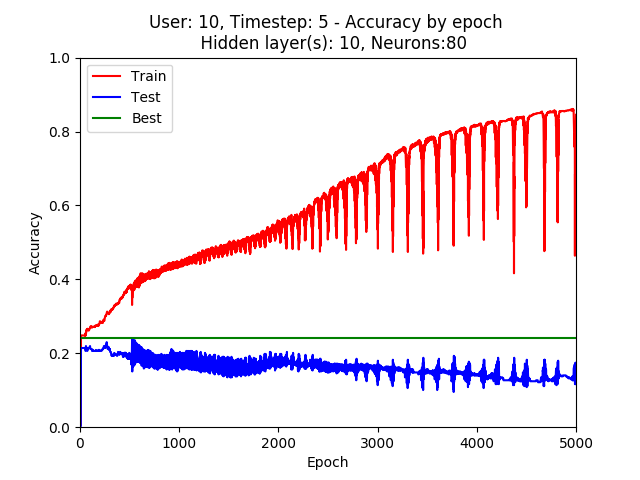 User: 10, Timestep: 5 - Accuracy by epoch
Hidden layer(s): 10, Neurons:80
1.0
Train
Test
Best
0.8
0.6
Accuracy
0.4
0.2
0.0
0 1000 2000 3000 4000 5000
Epoch